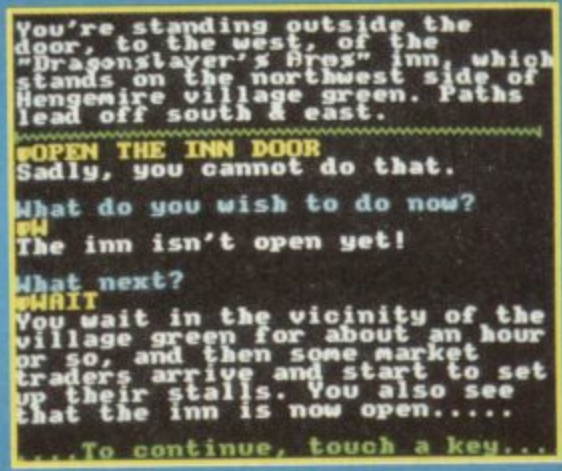 You're standing outside the
door, to the west, of the
"Dragonslayer's Arms" inn, which
stands on the northwest side of
Hengemire village green. Paths
lead off south & east.
OPEN THE INN DOOR
Sadly, you cannot do that.
What do you wish to do now?
W
The inn isn't open yet!
What next?
WAIT
You wait in the vicinity of the
village green for about an hour
or so, and then some market
traders arrive and start to set
up their stalls. You also see
that the inn is now open.....
....To continue, touch a key...